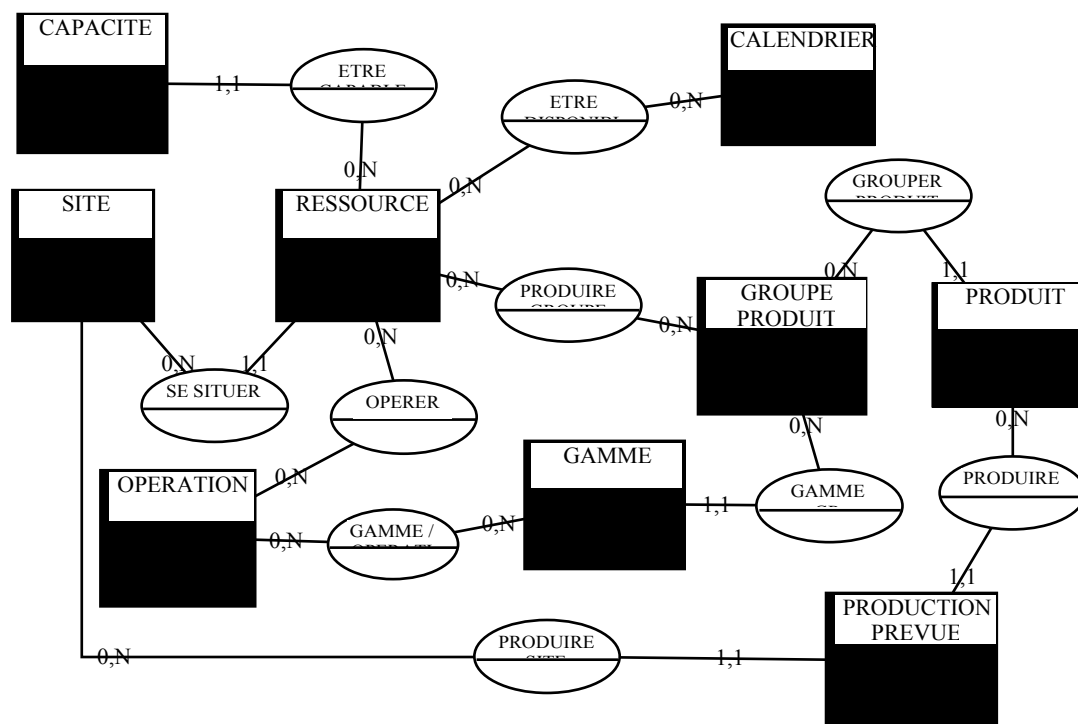 CAPACITE
ETRE
CALENDRIER
1,1
ETRE
0,N
0,N
0,N
GROUPER
SITE
RESSOURCE
0,N
0,N
1,1
PRODUIRE
GROUPE
PRODUIT
PRODUIT
0,N
0,N
0,N
1,1
SE SITUER
OPERER
0,N
0,N
OPERATION
0,N
GAMME
GAMME
PRODUIRE
1,1
0,N
0,N
GAMME /
1,1
PRODUCTION
PREVUE
PRODUIRE
0,N
1,1